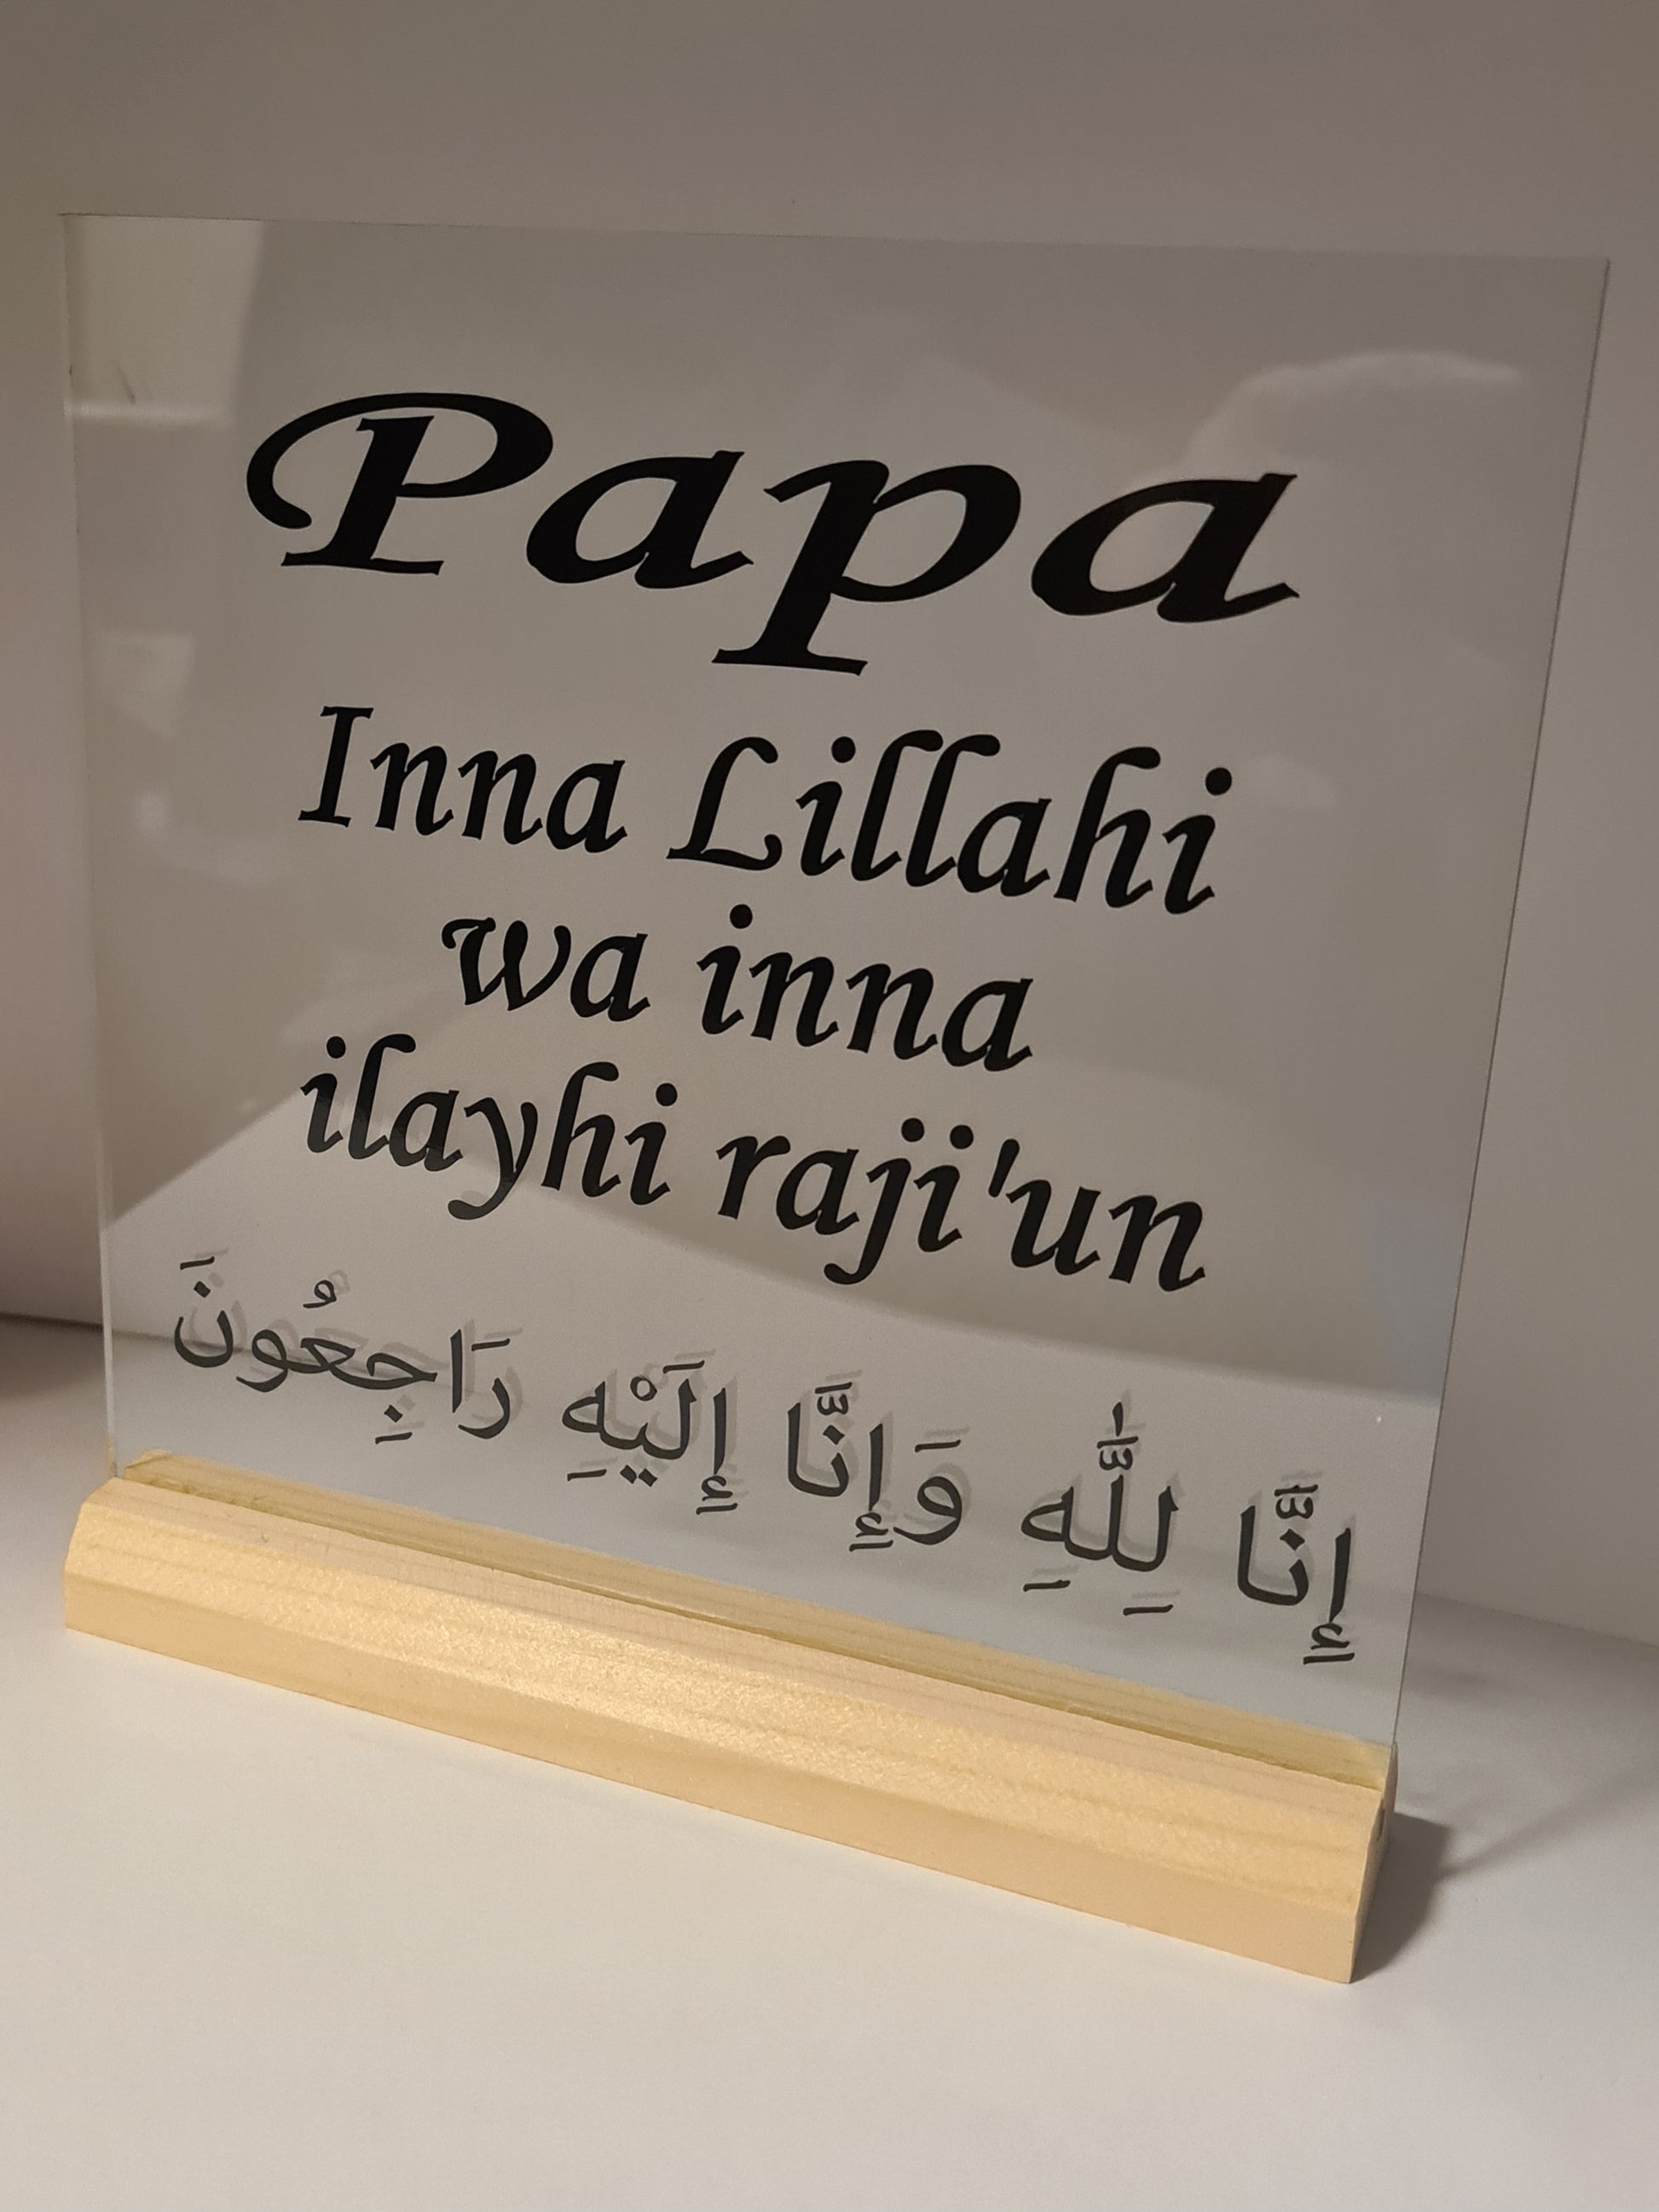 Papa
Inna Lillahi
wa inna
ilayhi raji'un
إِنَّا لِلَّٰهِ وَإِنَّا إِلَيْهِ رَاجِعُونَ